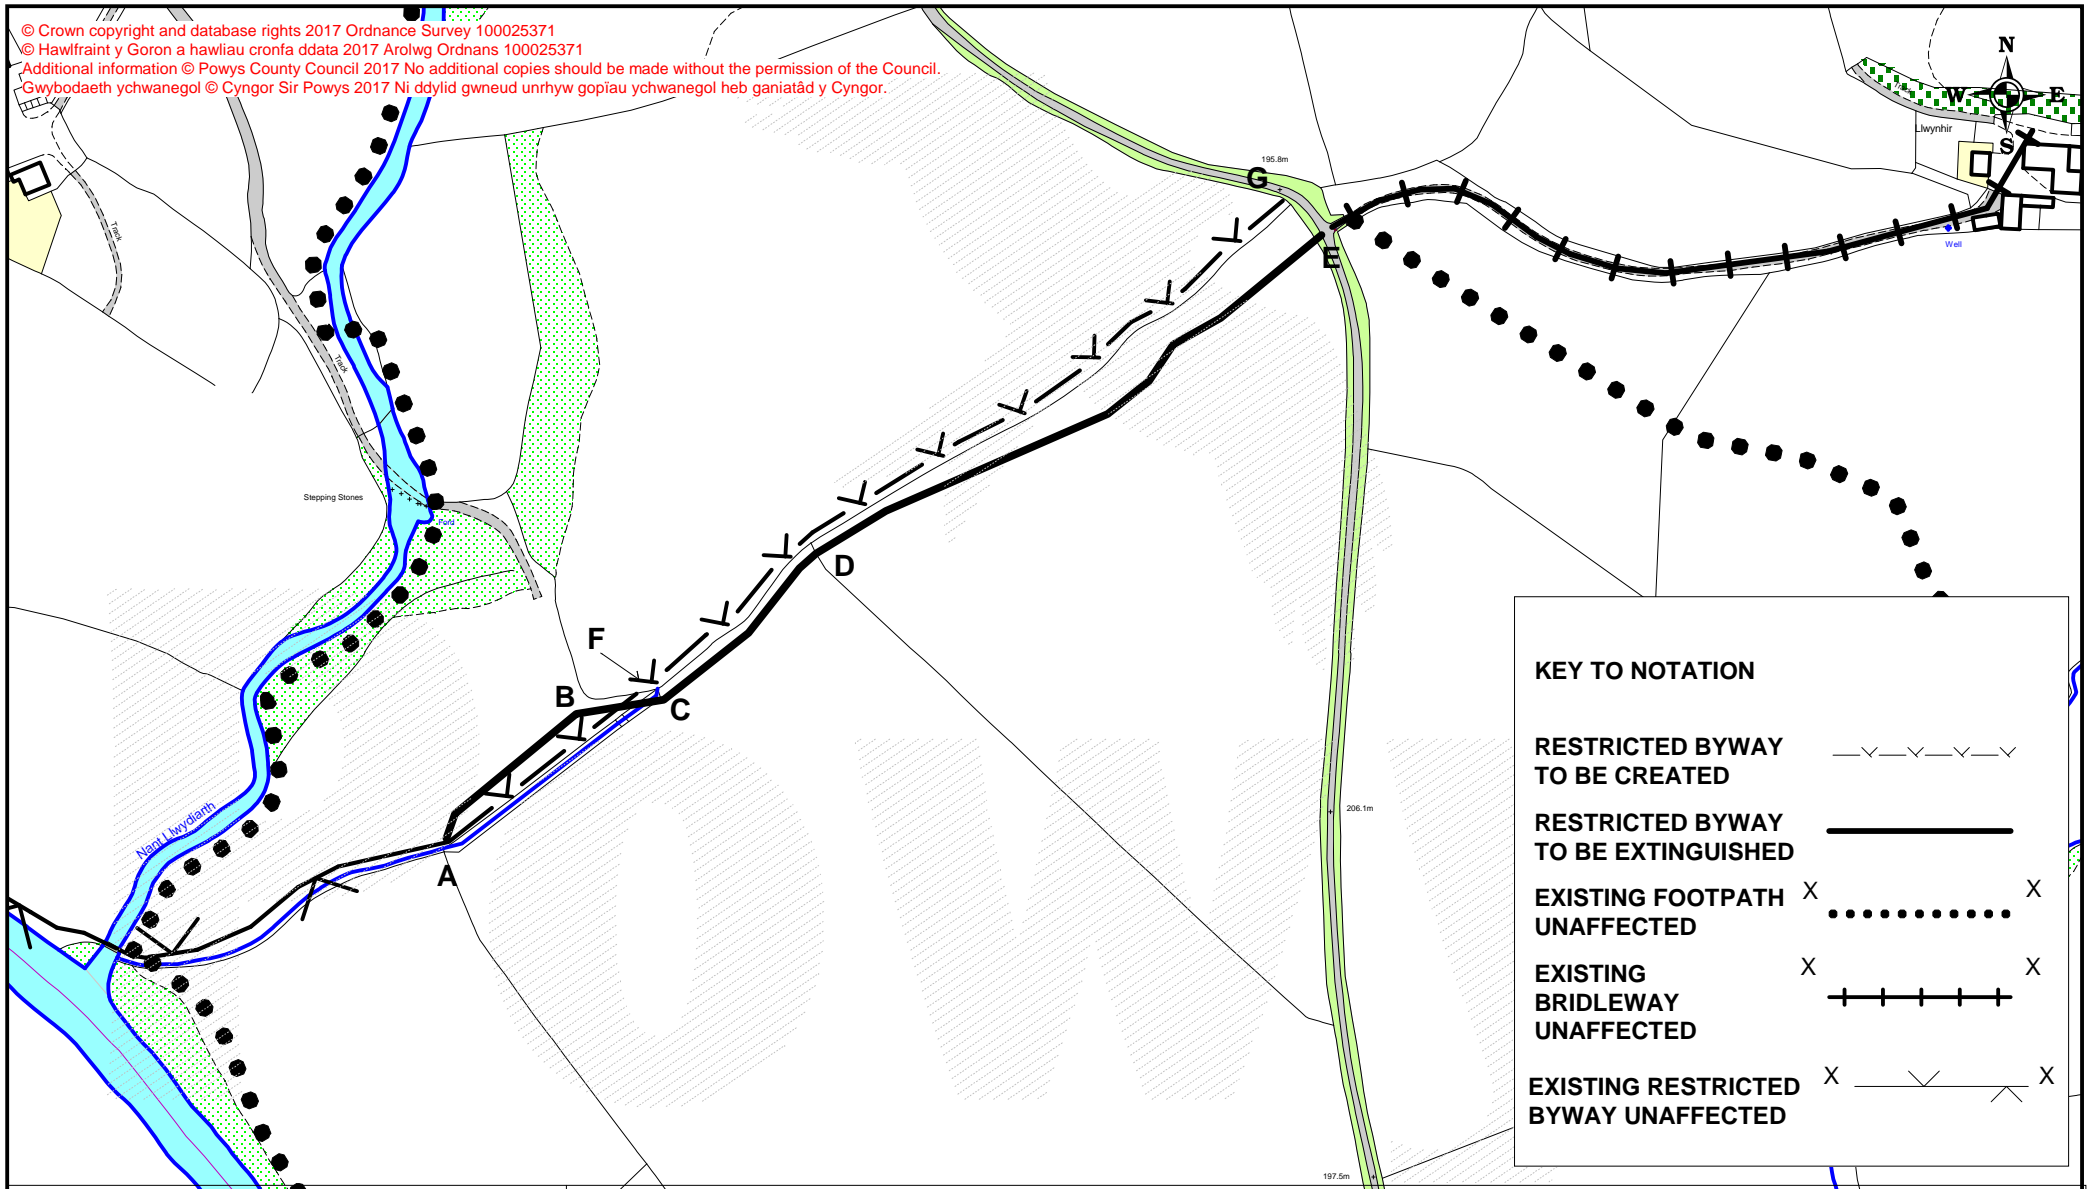 © Crown copyright and database rights 2017 Ordnance Survey 100025371
© Hawlfraint y Goron a hawliau cronfa ddata 2017 Arolwg Ordnans 100025371
Additional information © Powys County Council 2017 No additional copies should be made without the permission of the Council.
Gwybodaeth ychwanegol © Cyngor Sir Powys 2017 Ni ddylid gwneud unrhyw gopïau ychwanegol heb ganiatâd y Cyngor.
N
W E
S
Track
Llwynhir
195.8m
G
E
Well
Track
Track
Stepping Stones
Ford
D
F
B
C
A
Nant Llwydiarth
206.1m
197.5m
KEY TO NOTATION
RESTRICTED BYWAY
TO BE CREATED
RESTRICTED BYWAY
TO BE EXTINGUISHED
EXISTING FOOTPATH X X
UNAFFECTED
EXISTING X X
BRIDLEWAY
UNAFFECTED
EXISTING RESTRICTED X X
BYWAY UNAFFECTED